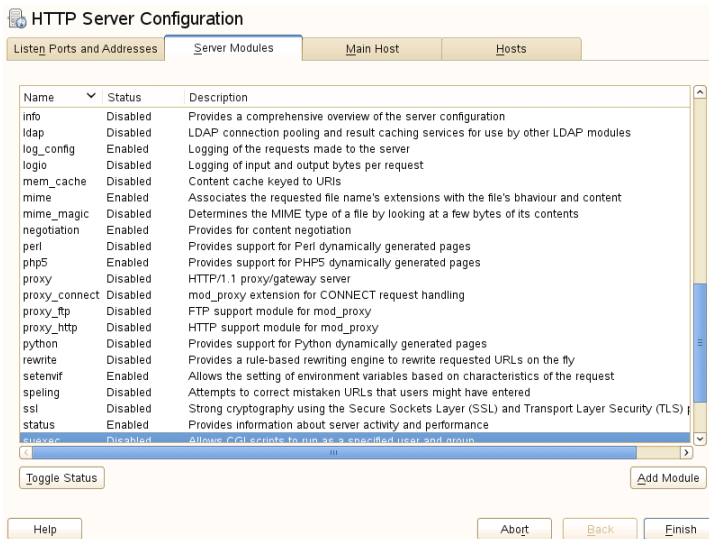 HTTP Server Configuration
Listen Ports and Addresses Server Modules Main Host Hosts
Name Status Description
info Disabled Provides a comprehensive overview of the server configuration
ldap Disabled LDAP connection pooling and result caching services for use by other LDAP modules
log_config Enabled Logging of the requests made to the server
logio Disabled Logging of input and output bytes per request
mem_cache Disabled Content cache keyed to URIs
mime Enabled Associates the requested file name's extensions with the file's bhaviour and content
mime_magic Disabled Determines the MIME type of a file by looking at a few bytes of its contents
negotiation Enabled Provides for content negotiation
perl Disabled Provides support for Perl dynamically generated pages
php5 Enabled Provides support for PHP5 dynamically generated pages
proxy Disabled HTTP/1.1 proxy/gateway server
proxy_connect Disabled mod_proxy extension for CONNECT request handling
proxy_ftp Disabled FTP support module for mod_proxy
proxy_http Disabled HTTP support module for mod_proxy
python Disabled Provides support for Python dynamically generated pages
rewrite Disabled Provides a rule-based rewriting engine to rewrite requested URLs on the fly
setenvif Enabled Allows the setting of environment variables based on characteristics of the request
speling Disabled Attempts to correct mistaken URLs that users might have entered
ssl Disabled Strong cryptography using the Secure Sockets Layer (SSL) and Transport Layer Security (TLS) p
status Enabled Provides information about server activity and performance
suexec Disabled Allows CGI scripts to run as a specified user and group
Toggle Status Add Module
Help Abort Back Finish